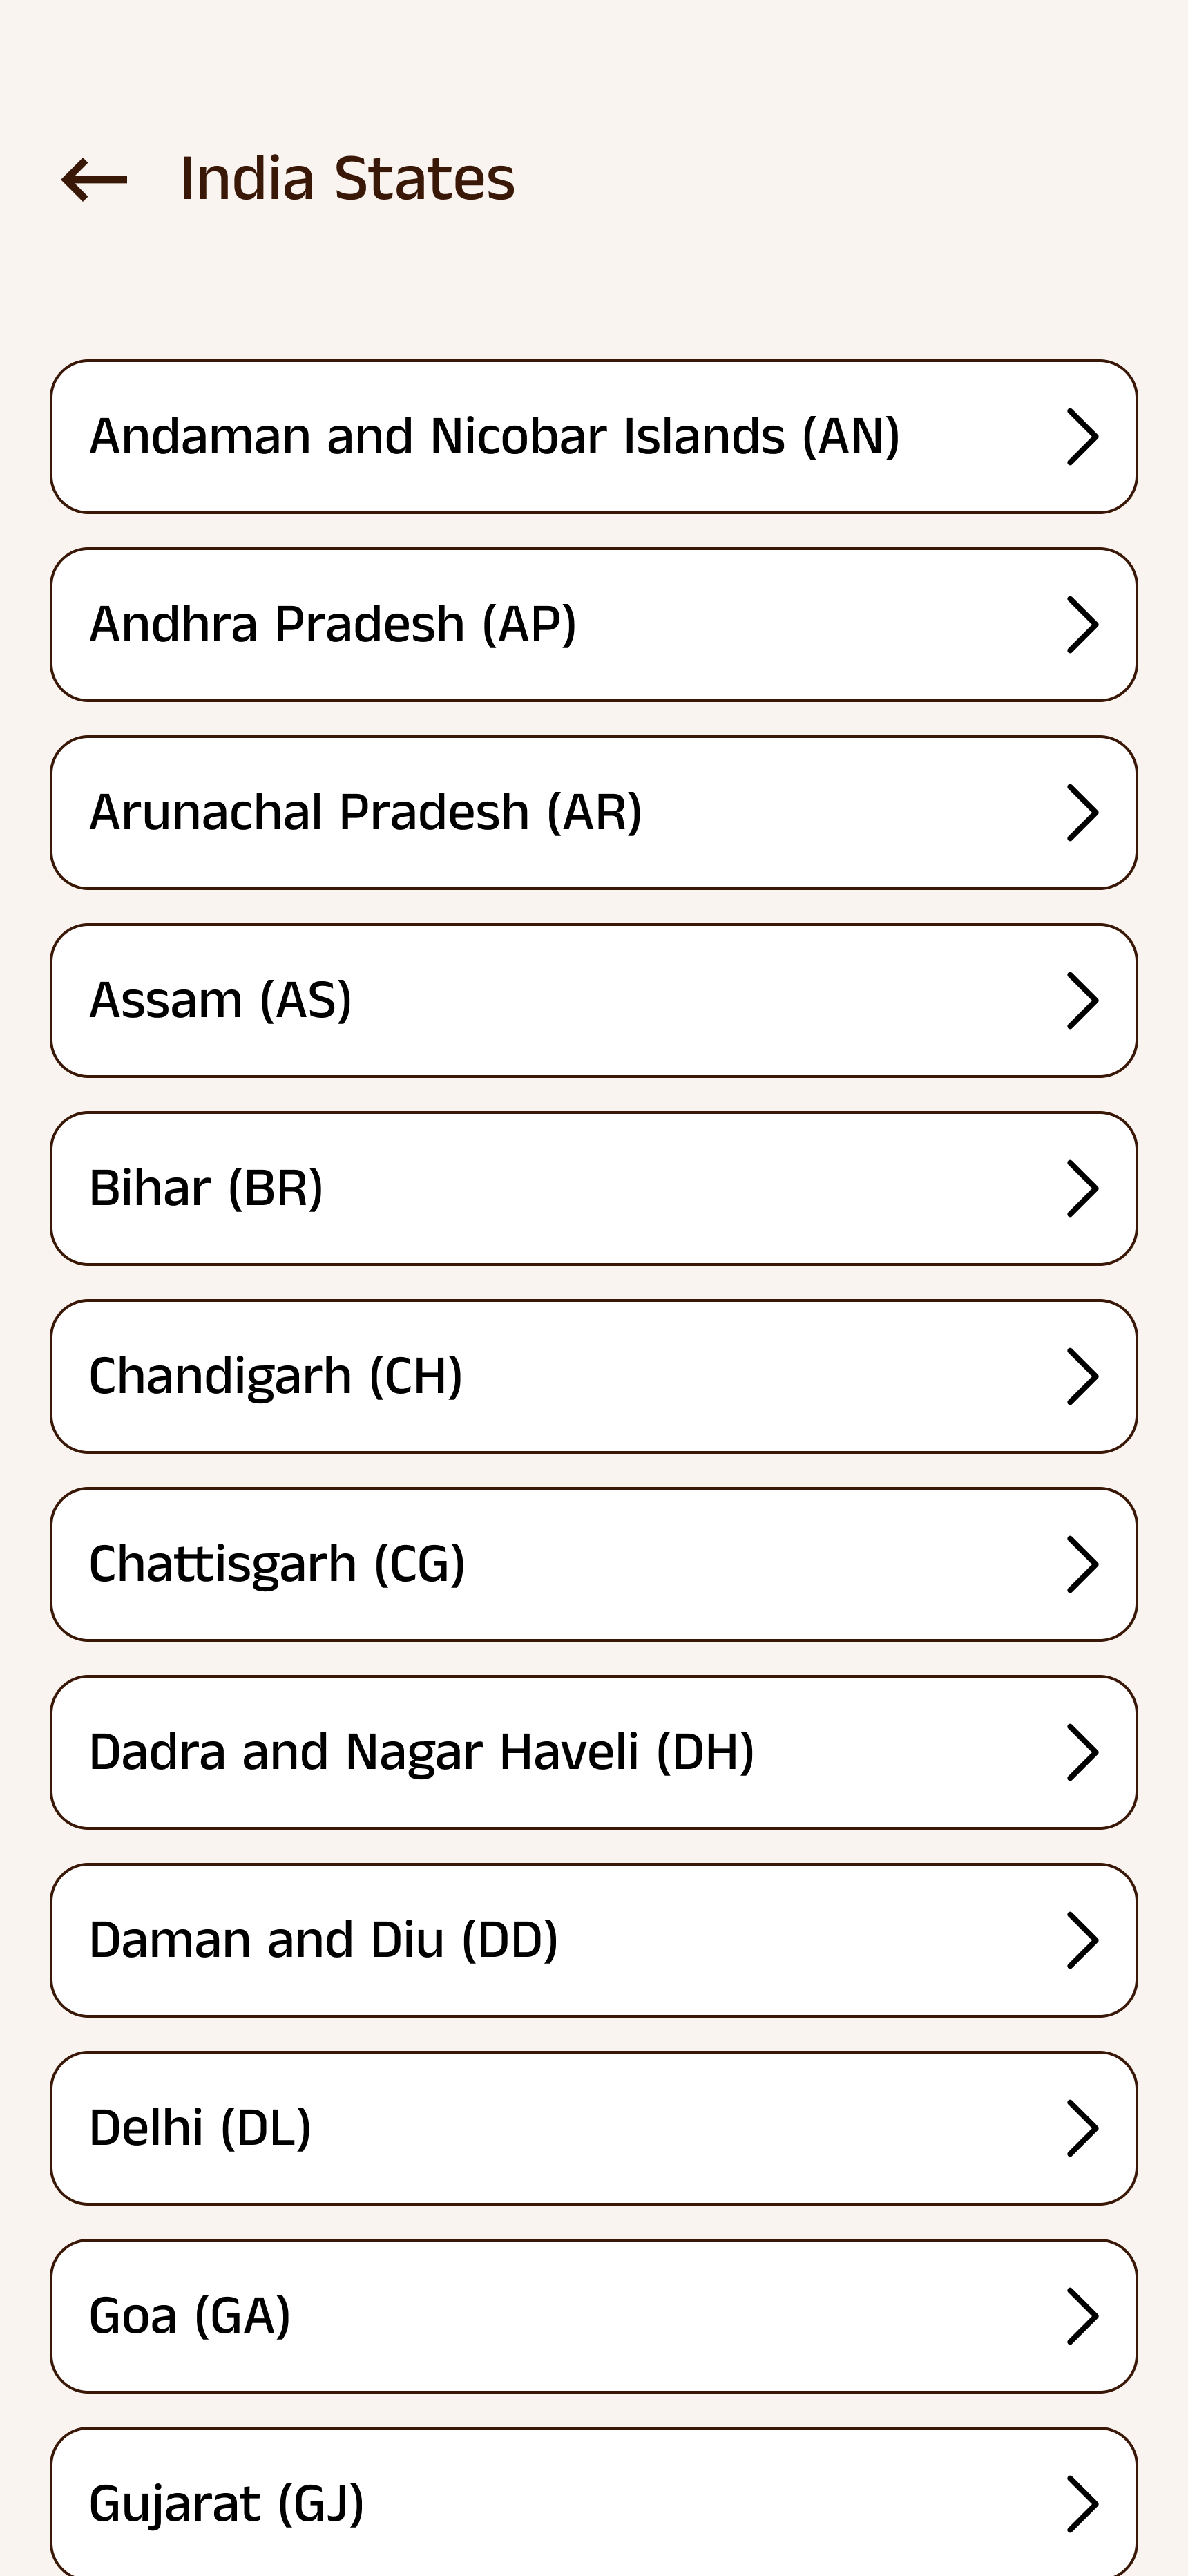 India States
Andaman and Nicobar Islands (AN)
Andhra Pradesh (AP)
Arunachal Pradesh (AR)
Assam (AS)
Bihar (BR)
Chandigarh (CH)
Chattisgarh (CG)
Dadra and Nagar Haveli (DH)
Daman and Diu (DD)
Delhi (DL)
Goa (GA)
Gujarat (GJ)